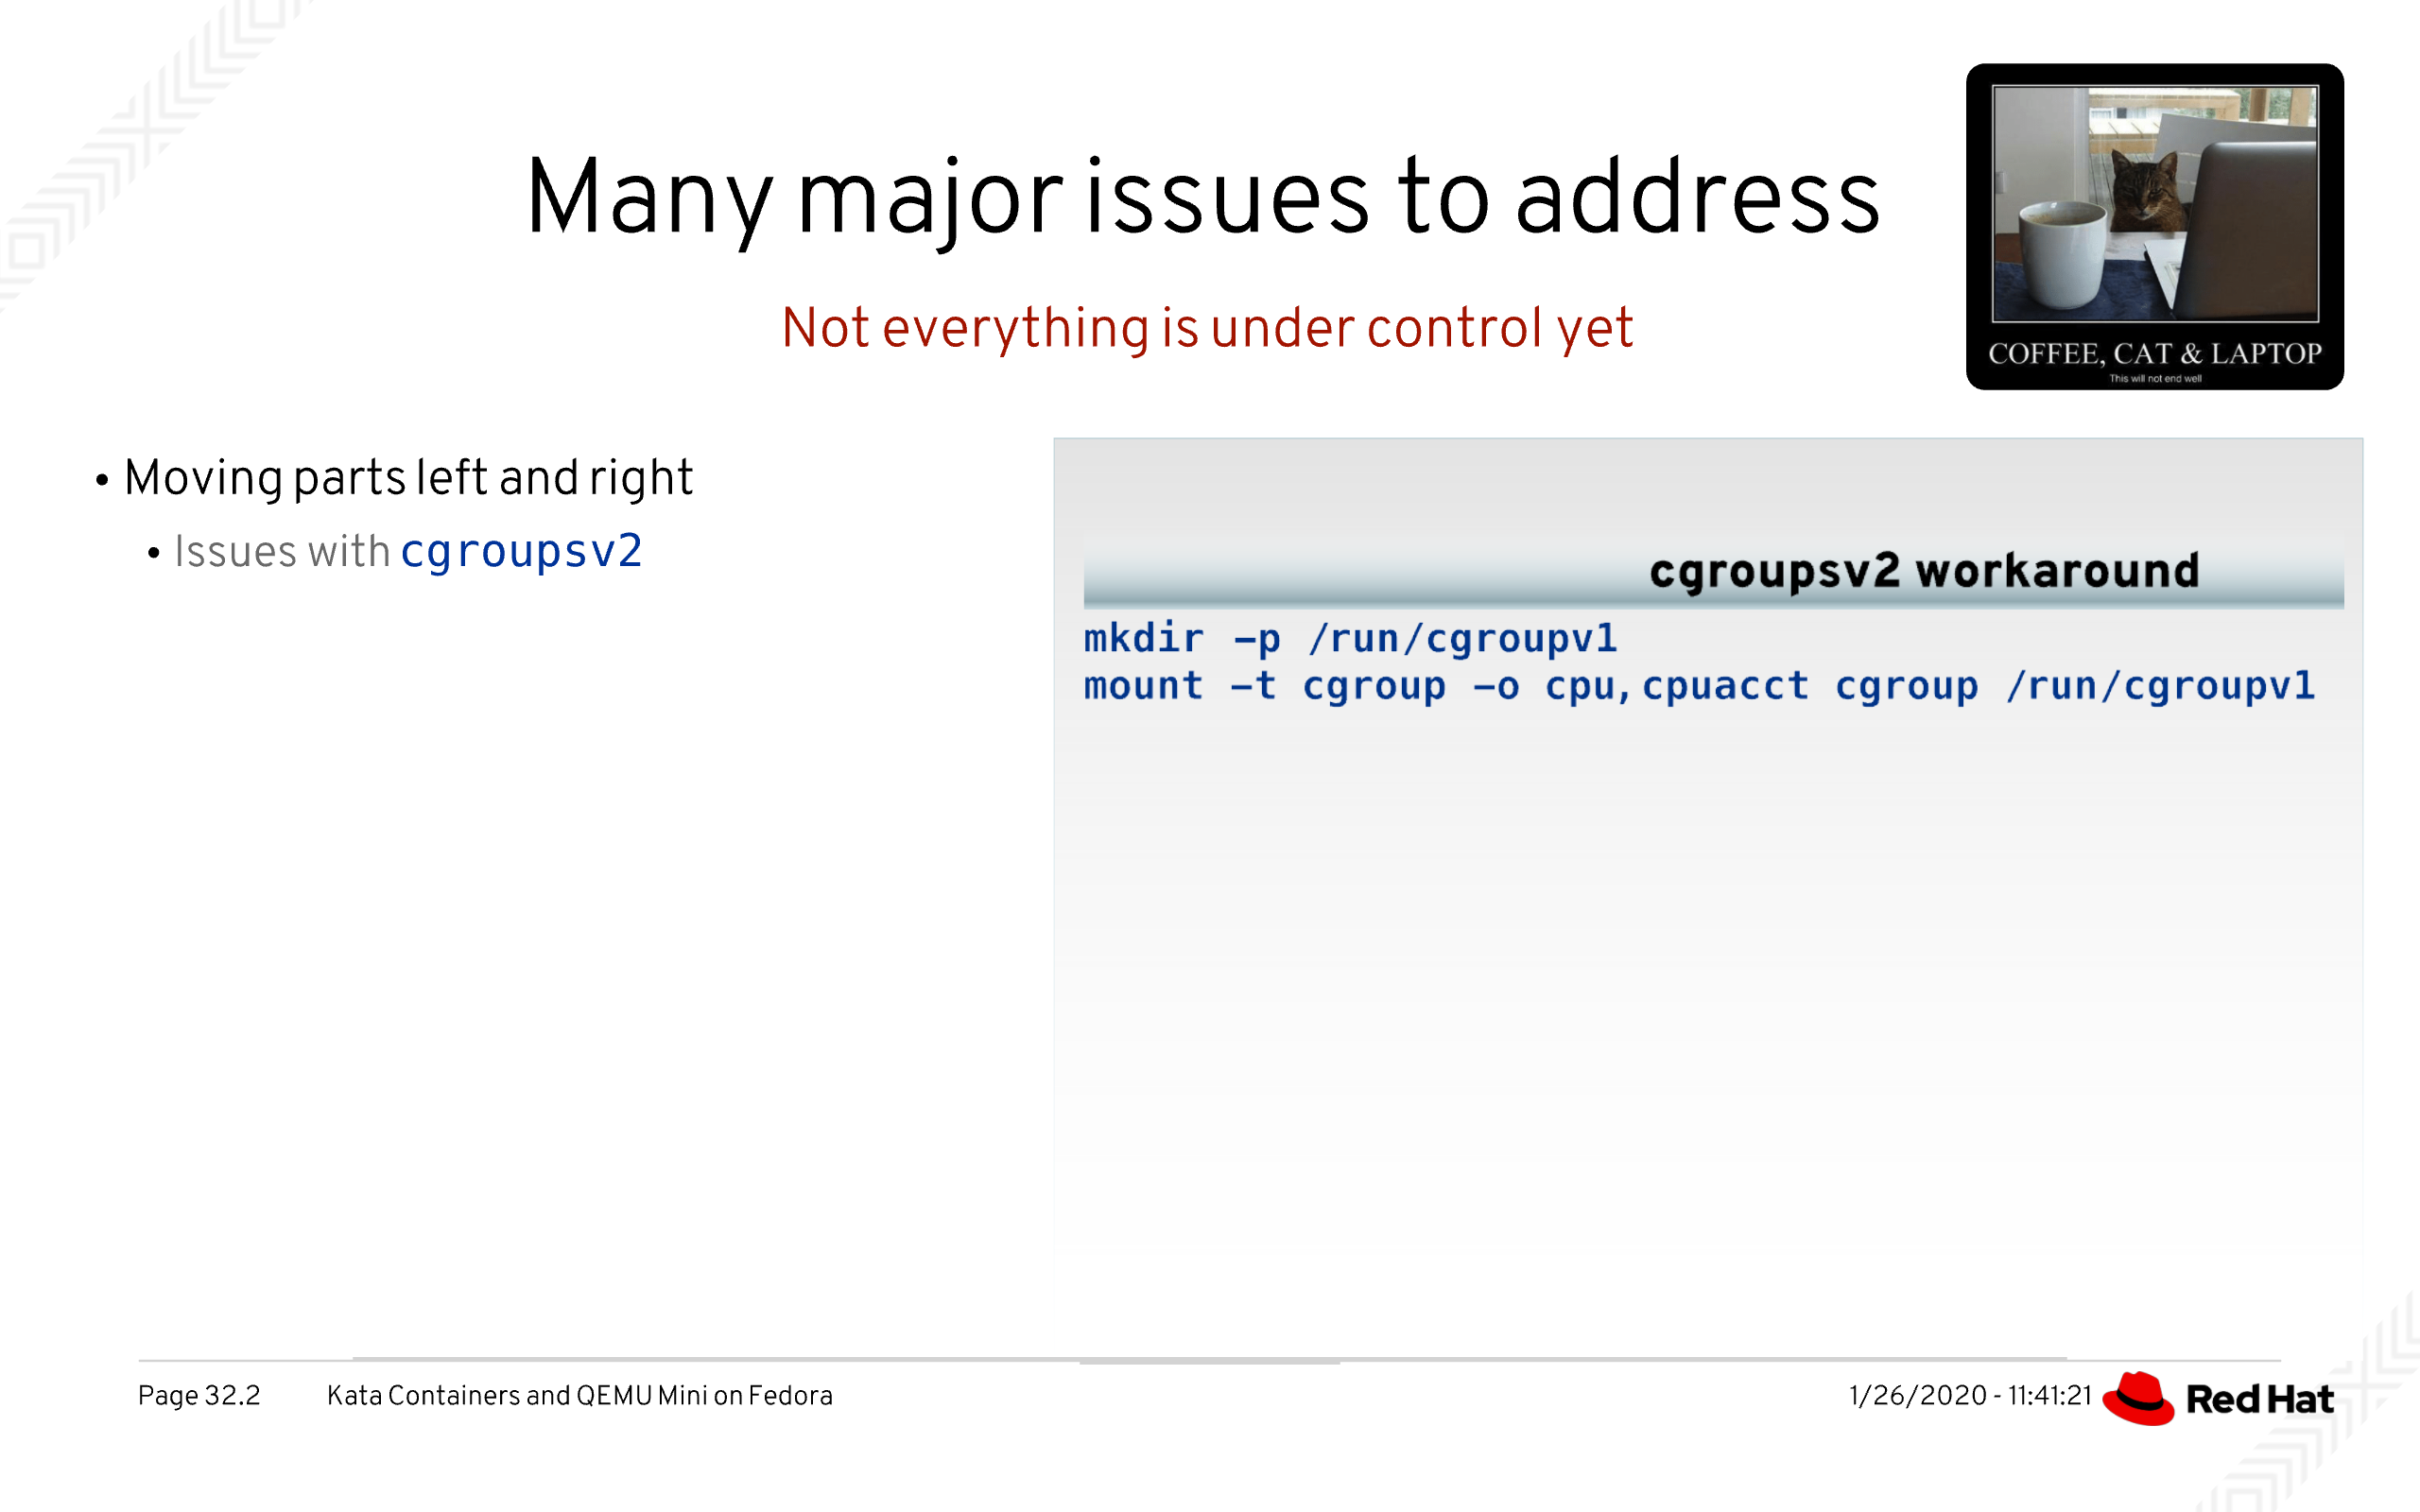 Many major issues to address
Not everything is under control yet
COFFEE, CAT & LAPTOP
This will not end well
• Moving parts left and right
• Issues with cgroupsv2
cgroupsv2 workaround
mkdir -p /run/cgroupv1
mount -t cgroup -o cpu,cpuacct cgroup /run/cgroupv1
Page 32.2 Kata Containers and QEMU Mini on Fedora 1/26/2020 - 11:41:21 Red Hat